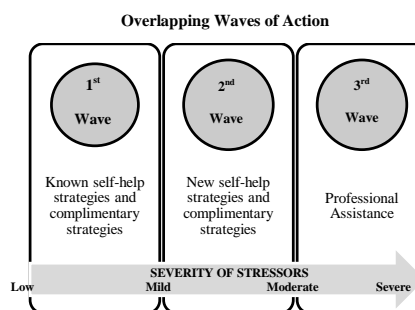 Overlapping Waves of Action
1st
Wave
2nd
Wave
3rd
Wave
Known self-help
strategies and
complimentary
strategies
New self-help
strategies and
complimentary
strategies
Professional
Assistance
SEVERITY OF STRESSORS
Low Mild Moderate Severe